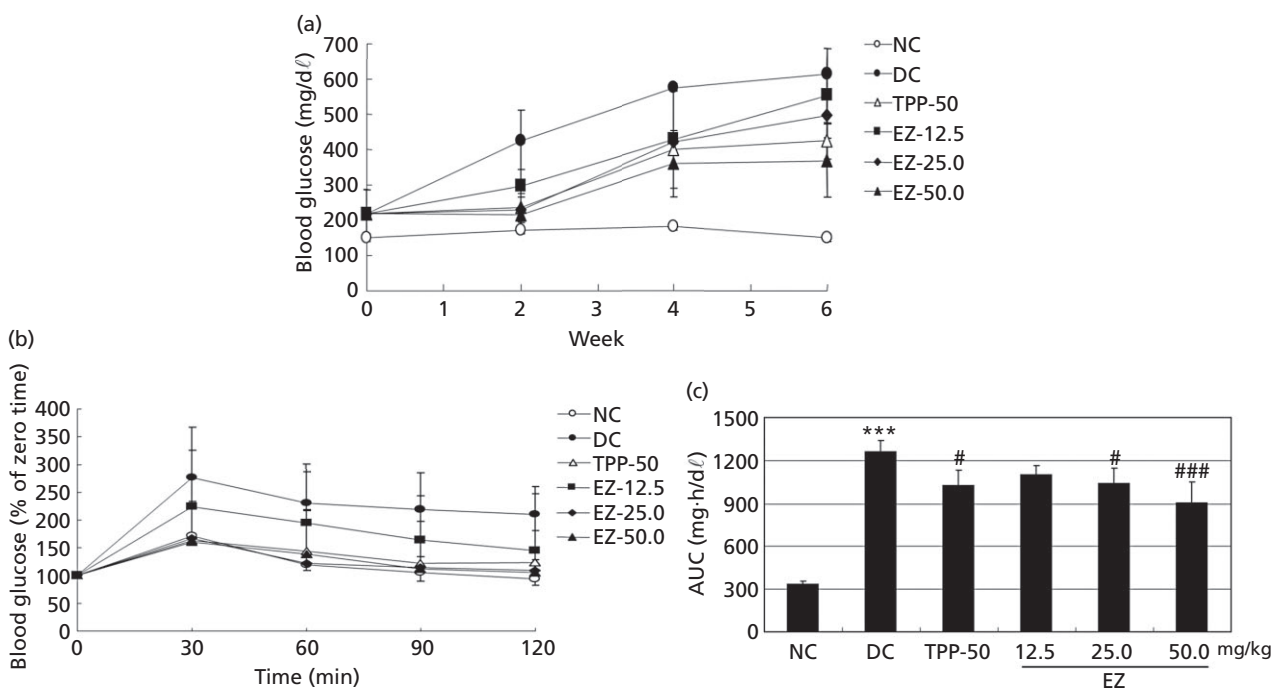 (a)
Blood glucose (mg/dℓ)
700
600
500
400
300
200
100
0
0 1 2 3 4 5 6
Week
NC
DC
TPP-50
EZ-12.5
EZ-25.0
EZ-50.0
(b)
Blood glucose (% of zero time)
400
350
300
250
200
150
100
50
0
0 30 60 90 120
Time (min)
NC
DC
TPP-50
EZ-12.5
EZ-25.0
EZ-50.0
(c)
AUC (mg·h/dℓ)
1500
1200
900
600
300
0
***
#
#
###
NC DC TPP-50 12.5 25.0 50.0 mg/kg
EZ